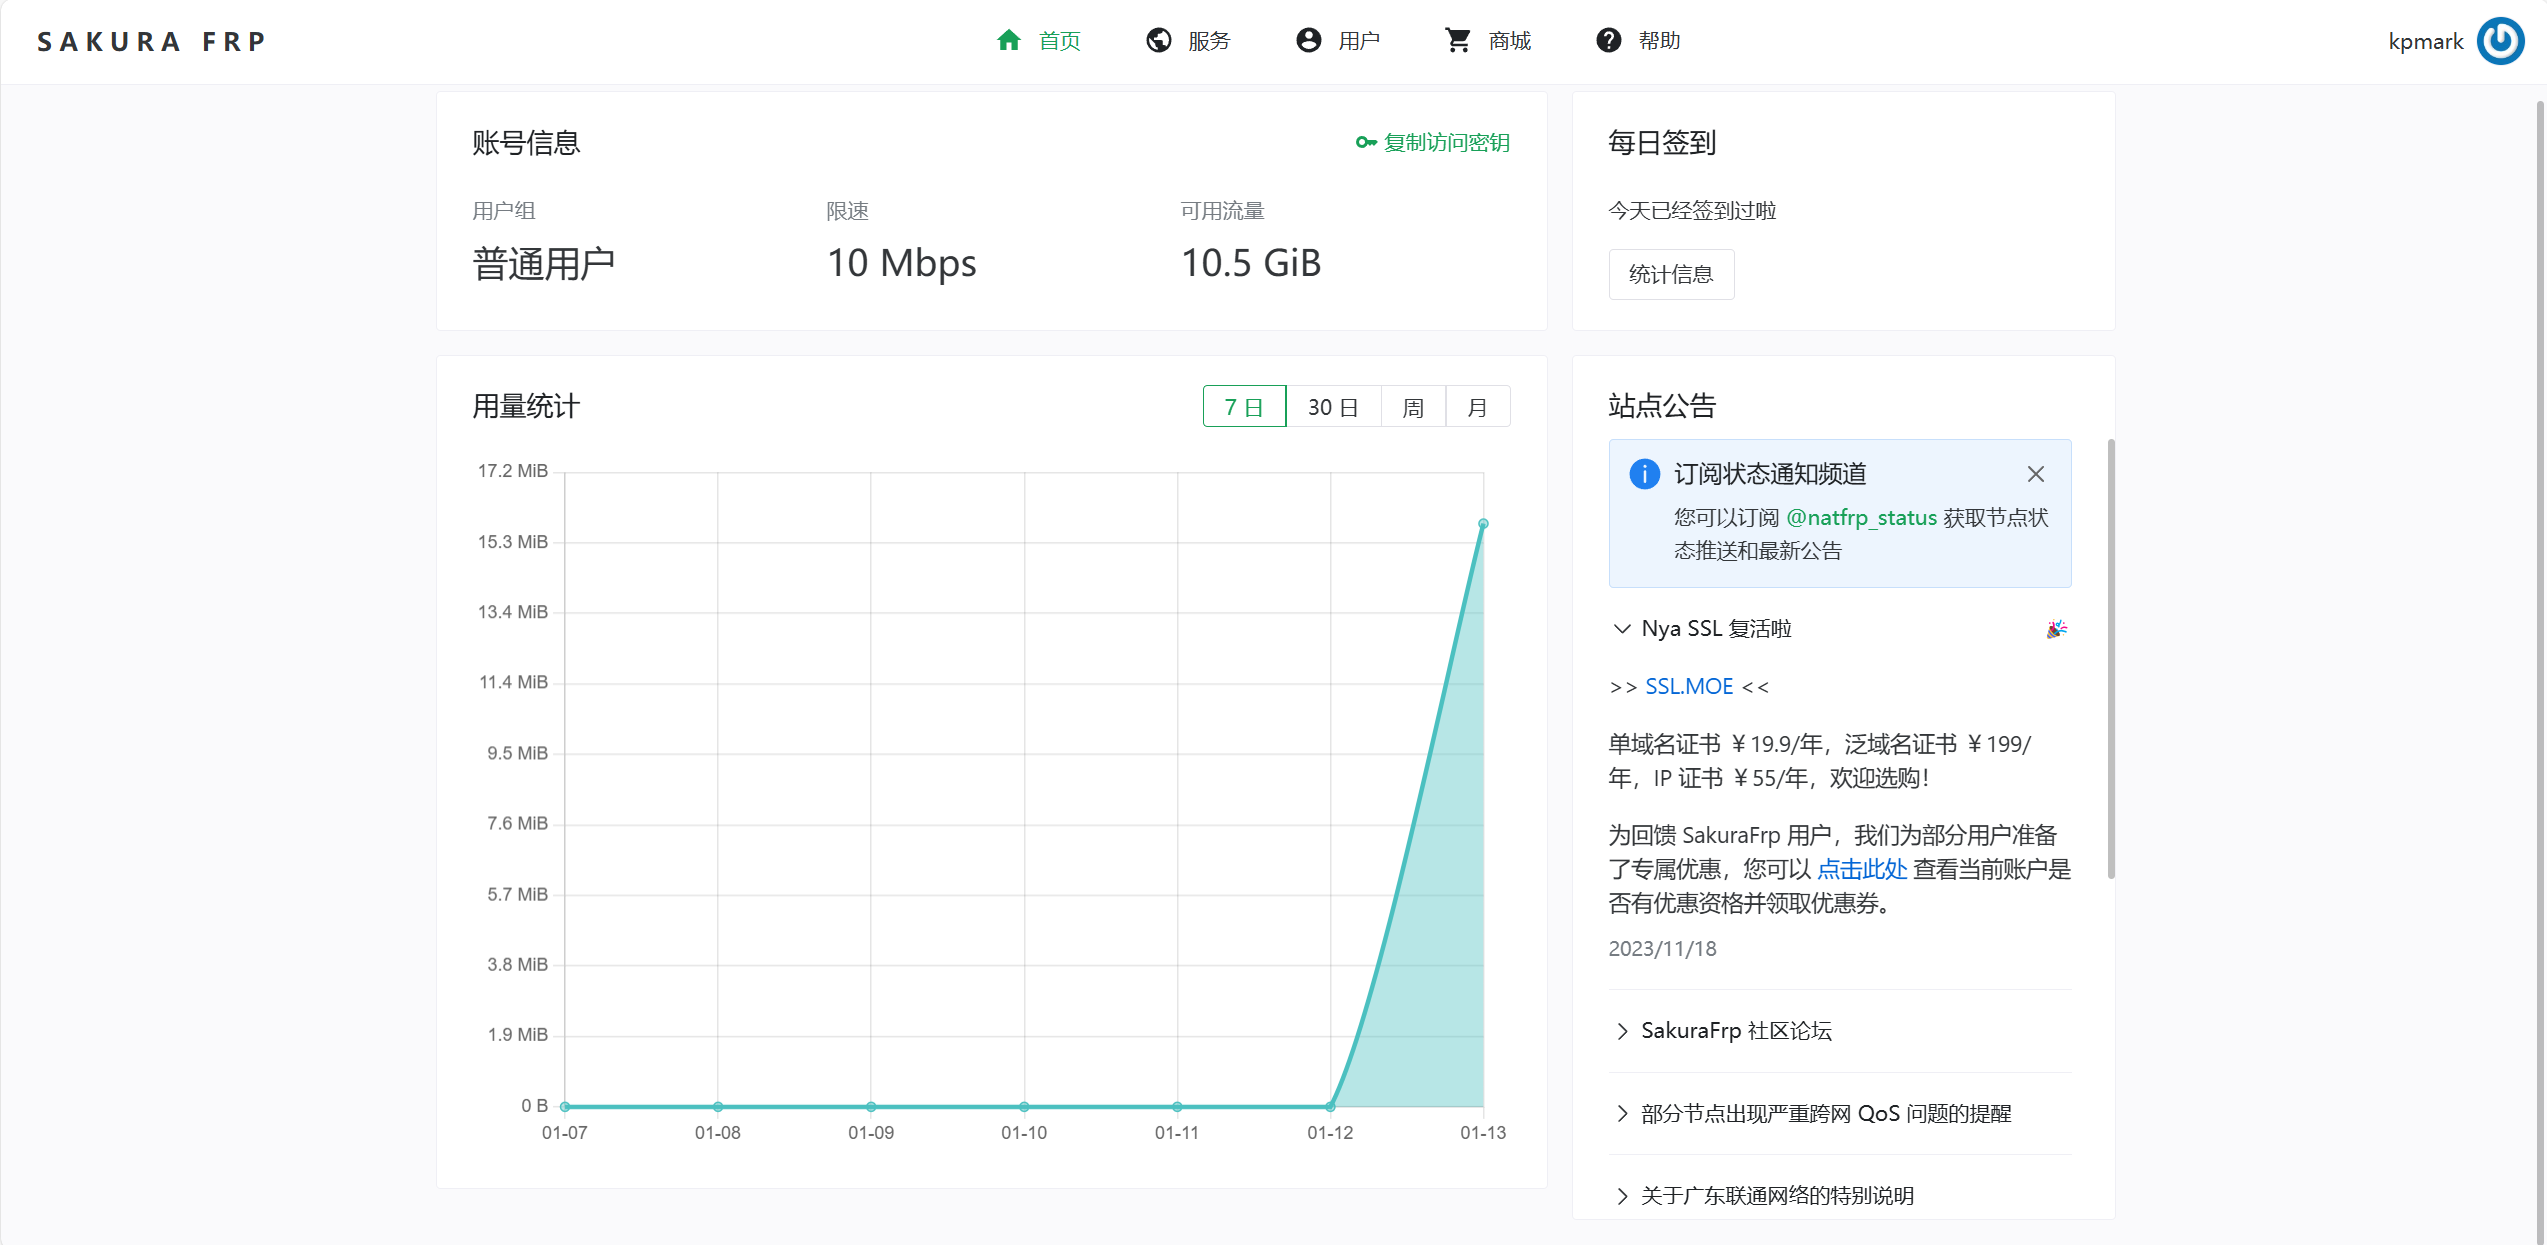 SAKURA FRP
首页
服务
用户
商城
帮助
kpmark
账号信息
复制访问密钥
用户组
限速
可用流量
普通用户
10 Mbps
10.5 GiB
每日签到
今天已经签到过啦
统计信息
用量统计
7 日
30 日
周
月
17.2 MiB
15.3 MiB
13.4 MiB
11.4 MiB
9.5 MiB
7.6 MiB
5.7 MiB
3.8 MiB
1.9 MiB
0 B
01-07
01-08
01-09
01-10
01-11
01-12
01-13
站点公告
订阅状态通知频道
您可以订阅 @natfrp_status 获取节点状
态推送和最新公告
Nya SSL 复活啦
>> SSL.MOE <<
单域名证书 ￥19.9/年，泛域名证书 ￥199/
年，IP 证书 ￥55/年，欢迎选购！
为回馈 SakuraFrp 用户，我们为部分用户准备
了专属优惠，您可以 点击此处 查看当前账户是
否有优惠资格并领取优惠券。
2023/11/18
SakuraFrp 社区论坛
部分节点出现严重跨网 QoS 问题的提醒
关于广东联通网络的特别说明